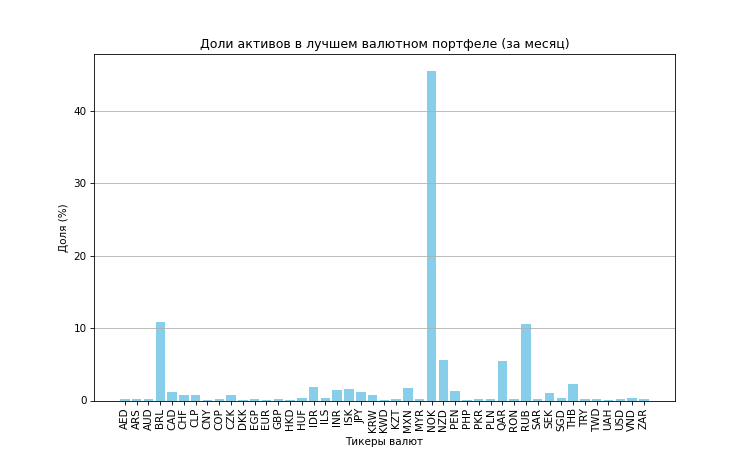 Доли активов в лучшем валютном портфеле (за месяц)
Доля (%)
40
30
20
10
0
AED ARS AUD BRL CAD CHF CLP CNY COP CZK DKK EGP EUR GBP HKD HUF IDR ILS INR ISK JPY KRW KWD KZT MXN MYR NOK NZD PEN PHP PKR PLN QAR RON RUB SAR SEK SGD THB TRY TWD UAH USD VND ZAR
Тикеры валют